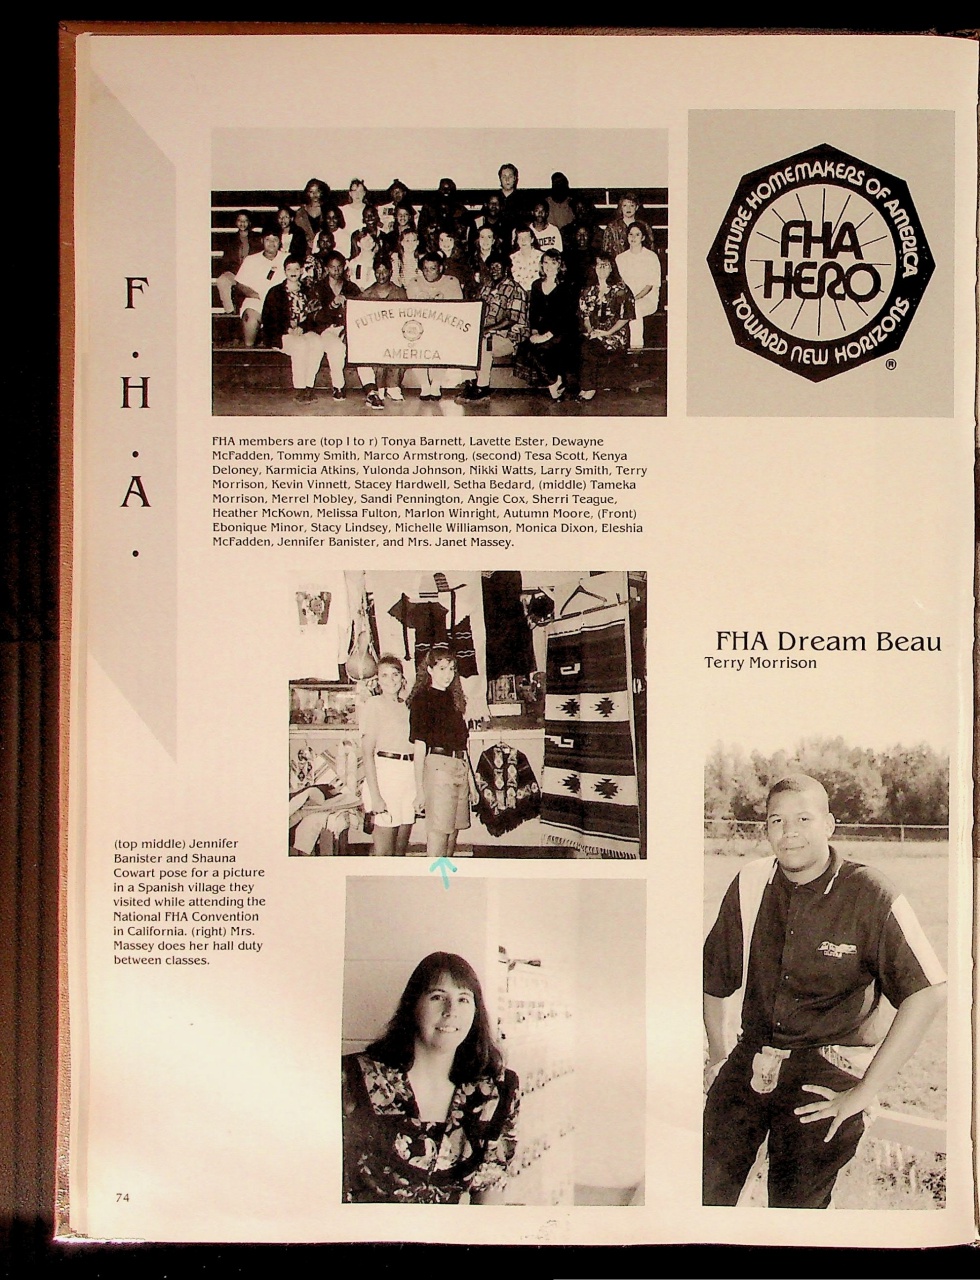 F
·
H
·
A
·
FUTURE HOMEMAKERS
OF
AMERICA
FUTURE HOMEMAKERS OF AMERICA
FHA
HERO
TOWARD NEW HORIZONS
®
FHA members are (top l to r) Tonya Barnett, Lavette Ester, Dewayne
McFadden, Tommy Smith, Marco Armstrong, (second) Tesa Scott, Kenya
Deloney, Karmicia Atkins, Yulonda Johnson, Nikki Watts, Larry Smith, Terry
Morrison, Kevin Vinnett, Stacey Hardwell, Setha Bedard, (middle) Tameka
Morrison, Merrel Mobley, Sandi Pennington, Angie Cox, Sherri Teague,
Heather McKown, Melissa Fulton, Marlon Winright, Autumn Moore, (Front)
Ebonique Minor, Stacy Lindsey, Michelle Williamson, Monica Dixon, Eleshia
McFadden, Jennifer Banister, and Mrs. Janet Massey.
FHA Dream Beau
Terry Morrison
(top middle) Jennifer
Banister and Shauna
Cowart pose for a picture
in a Spanish village they
visited while attending the
National FHA Convention
in California. (right) Mrs.
Massey does her hall duty
between classes.
74